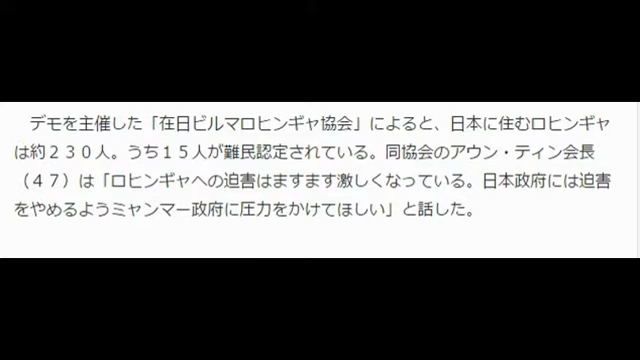 デモを主催した「在日ビルマロヒンギャ協会」によると、日本に住むロヒンギャ
は約２３０人。うち１５人が難民認定されている。同協会のアウン・ティン会長
（４７）は「ロヒンギャへの迫害はますます激しくなっている。日本政府には迫害
をやめるようミャンマー政府に圧力をかけてほしい」と話した。